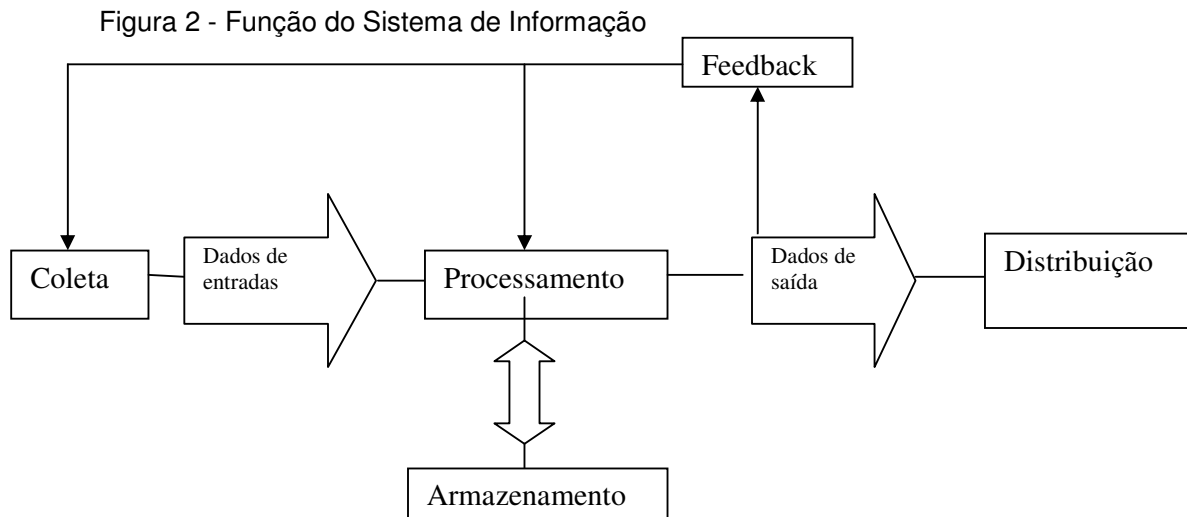 Figura 2 - Função do Sistema de Informação
Feedback
Coleta
Dados de
entradas
Processamento
Dados de
saída
Distribuição
Armazenamento